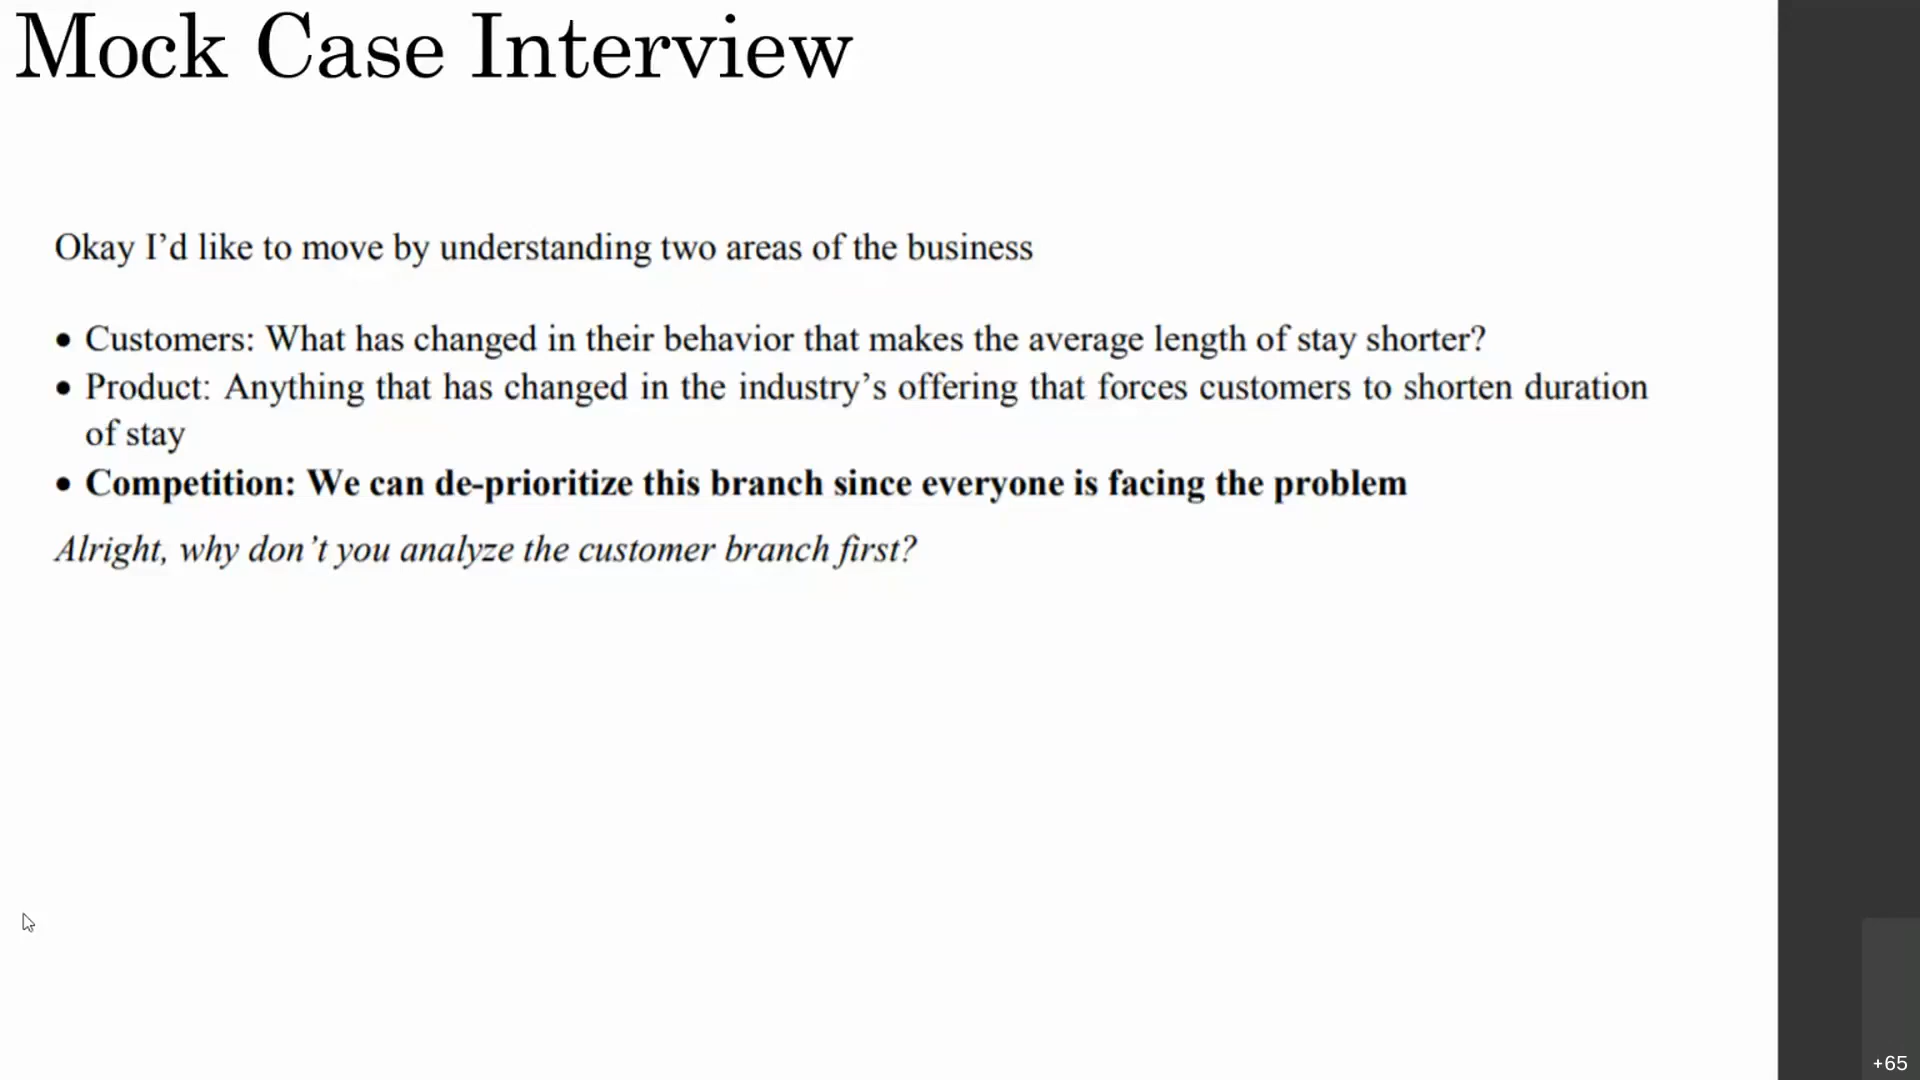 Mock Case Interview
Okay I’d like to move by understanding two areas of the business
• Customers: What has changed in their behavior that makes the average length of stay shorter?
• Product: Anything that has changed in the industry’s offering that forces customers to shorten duration
of stay
• Competition: We can de-prioritize this branch since everyone is facing the problem
Alright, why don’t you analyze the customer branch first?
+65